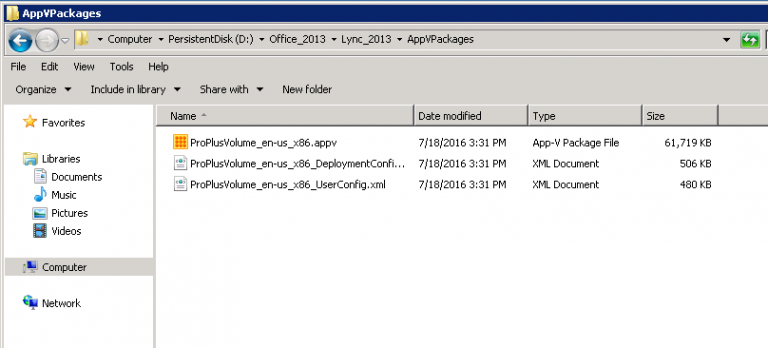 AppVPackages
Computer PersistentDisk (D:) Office_2013 Lync_2013 AppVPackages
File Edit View Tools Help
Organize Include in library Share with New folder
Name Date modified Type Size
Favorites
Libraries
Documents
Music
Pictures
Videos
Computer
Network
ProPlusVolume_en-us_x86.appv 7/18/2016 3:31 PM App-V Package File 61,719 KB
ProPlusVolume_en-us_x86_DeploymentConfi... 7/18/2016 3:31 PM XML Document 506 KB
ProPlusVolume_en-us_x86_UserConfig.xml 7/18/2016 3:31 PM XML Document 480 KB